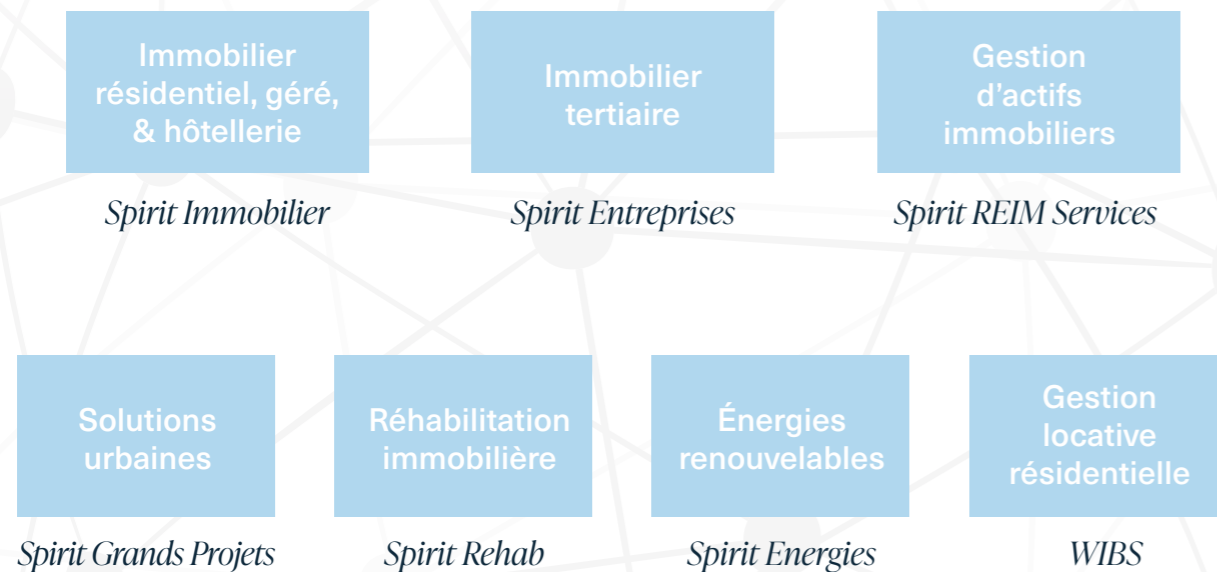 Immobilier
résidentiel, géré,
& hôtellerie
Spirit Immobilier
Immobilier
tertiaire
Spirit Entreprises
Gestion
d’actifs
immobiliers
Spirit REIM Services
Solutions
urbaines
Spirit Grands Projets
Réhabilitation
immobilière
Spirit Rehab
Énergies
renouvelables
Spirit Energies
Gestion
locative
résidentielle
WIBS